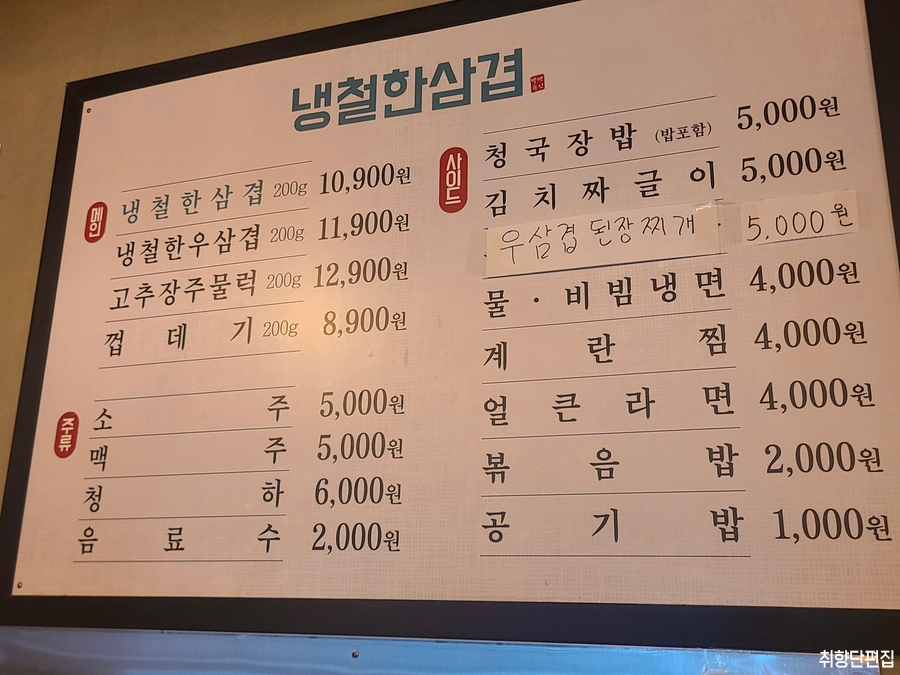 냉철한삼겹
메인
냉철한삼겹 200g 10,900원
냉철한우삼겹 200g 11,900원
고추장주물럭 200g 12,900원
껍데기 200g 8,900원
주류
소주 5,000원
맥주 5,000원
청하 6,000원
음료수 2,000원
사이드
청국장밥 (밥포함) 5,000원
김치짜글이 5,000원
우삼겹 된장찌개 5,000원
물·비빔냉면 4,000원
계란찜 4,000원
얼큰라면 4,000원
볶음밥 2,000원
공기밥 1,000원
취향단편집